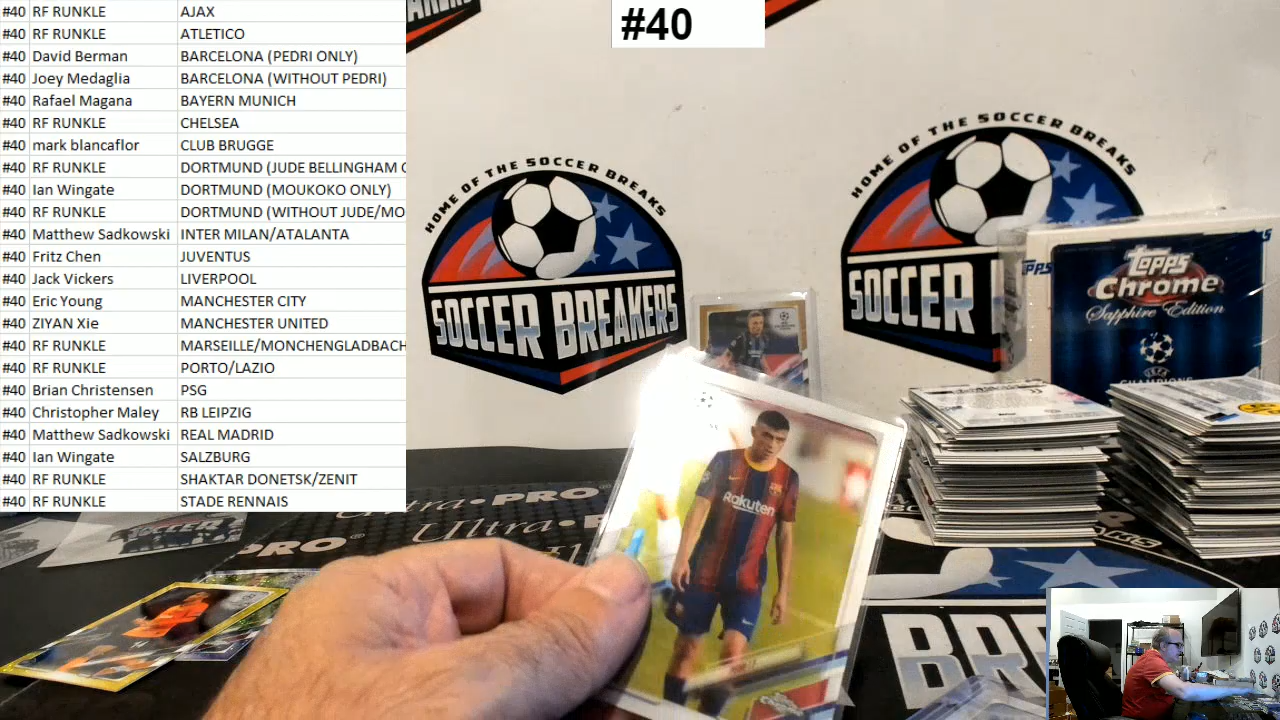 #40 RF RUNKLE AJAX
#40 RF RUNKLE ATLETICO
#40 David Berman BARCELONA (PEDRI ONLY)
#40 Joey Medaglia BARCELONA (WITHOUT PEDRI)
#40 Rafael Magana BAYERN MUNICH
#40 RF RUNKLE CHELSEA
#40 mark blancaflor CLUB BRUGGE
#40 RF RUNKLE DORTMUND (JUDE BELLINGHAM
#40 Ian Wingate DORTMUND (MOUKOKO ONLY)
#40 RF RUNKLE DORTMUND (WITHOUT JUDE/MO
#40 Matthew Sadkowski INTER MILAN/ATALANTA
#40 Fritz Chen JUVENTUS
#40 Jack Vickers LIVERPOOL
#40 Eric Young MANCHESTER CITY
#40 ZIYAN Xie MANCHESTER UNITED
#40 RF RUNKLE MARSEILLE/MONCHENGLADBACH
#40 RF RUNKLE PORTO/LAZIO
#40 Brian Christensen PSG
#40 Christopher Maley RB LEIPZIG
#40 Matthew Sadkowski REAL MADRID
#40 Ian Wingate SALZBURG
#40 RF RUNKLE SHAKTAR DONETSK/ZENIT
#40 RF RUNKLE STADE RENNAIS
#40
HOME OF THE SOCCER BREAKS
SOCCER BREAKERS
HOME OF THE SOCCER BREAKS
SOCCER
Topps
Chrome
Sapphire Edition
UEFA
CHAMPIONS
Rakuten
Ultra PRO
Ultra PRO
PRO